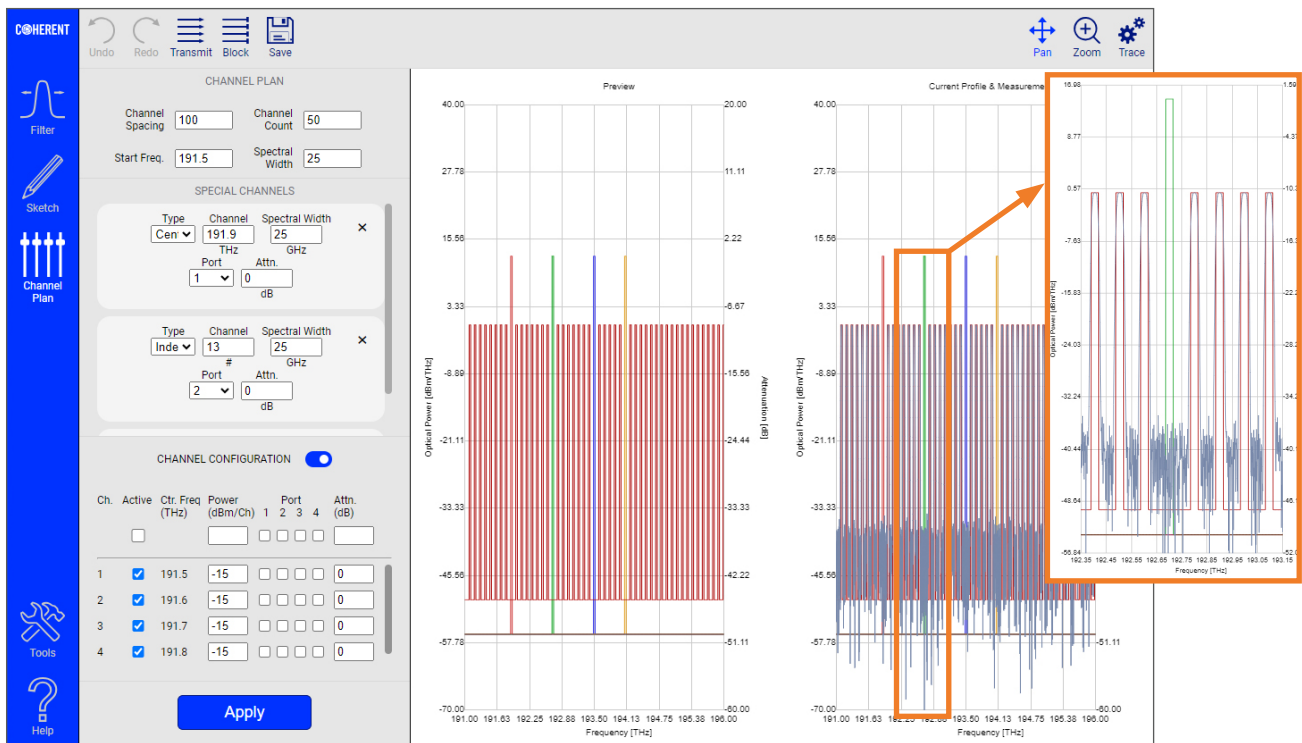 COHERENT
Undo Redo Transmit Block Save
Pan Zoom Trace
Filter
Sketch
Channel
Plan
Tools
Help
CHANNEL PLAN
Channel
Spacing 100 Channel
Count 50
Start Freq. 191.5 Spectral
Width 25
SPECIAL CHANNELS
Type Channel Spectral Width
Cen 191.9 25 ×
THz GHz
Port Attn.
1 0
dB
Type Channel Spectral Width
Inde 13 25 ×
# GHz
Port Attn.
2 0
dB
CHANNEL CONFIGURATION
Ch. Active Ctr. Freq Power Port Attn.
(THz) (dBm/Ch) 1 2 3 4 (dB)
1 191.5 -15 0
2 191.6 -15 0
3 191.7 -15 0
4 191.8 -15 0
Apply
Preview
40.00 20.00
27.78 11.11
15.56 2.22
3.33 -6.67
-8.89 -15.56
-21.11 -24.44
-33.33 -33.33
-45.56 -42.22
-57.78 -51.11
-70.00 -60.00
Optical Power [dBm/THz]
Attenuation [dB]
191.00 191.63 192.25 192.88 193.50 194.13 194.75 195.38 196.00
Frequency [THz]
Current Profile & Measureme
40.00
27.78
15.56
3.33
-8.89
-21.11
-33.33
-45.56
-57.78 -51.11
-70.00 -60.00
Optical Power [dBm/THz]
191.00 191.63 193.50 194.13 194.75 195.38 196.00
Frequency [THz]
16.98 1.59
8.77 -4.37
0.57
-7.63
-15.83
-24.03
-32.24
-40.44
-48.64
-56.84
Optical Power [dBm/THz]
192.35 192.45 192.55 192.65 192.75 192.85 192.95 193.05 193.15
Frequency [THz]